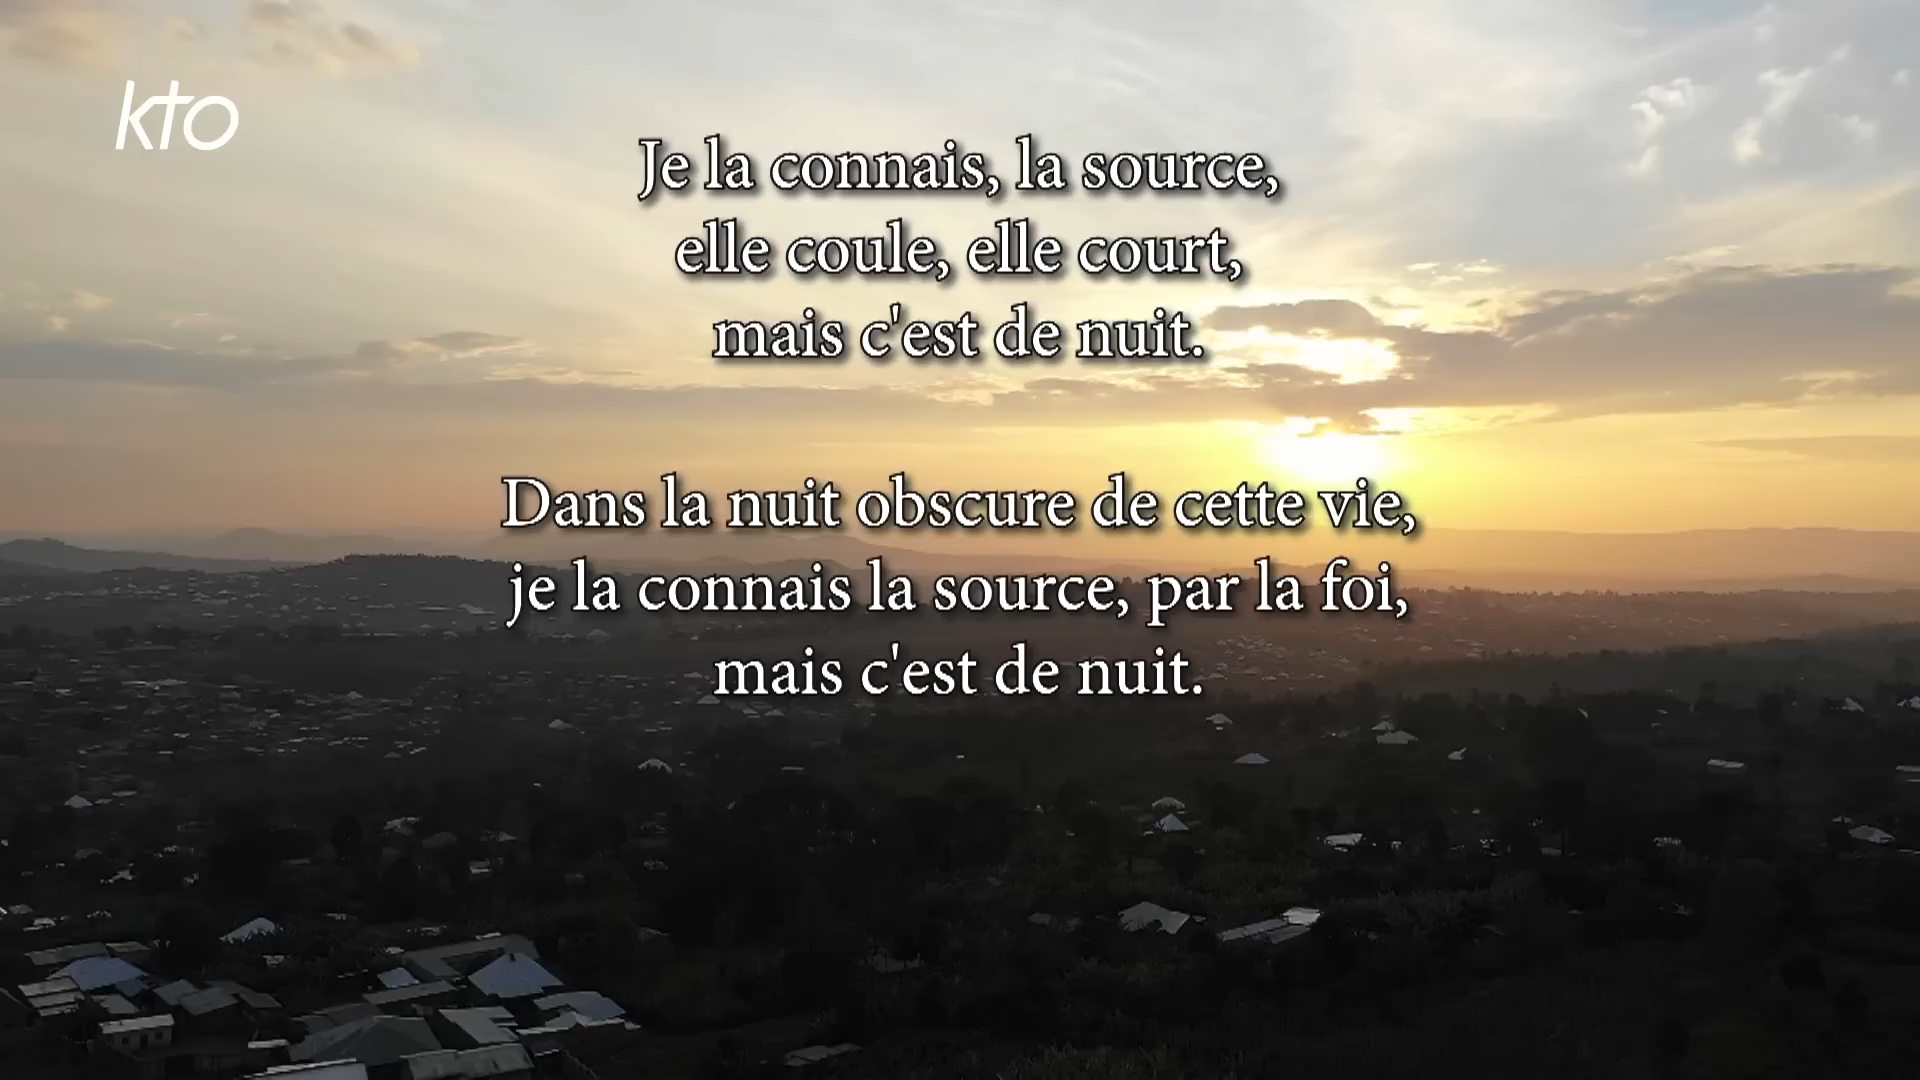 kto
Je la connais, la source,
elle coule, elle court,
mais c'est de nuit.
Dans la nuit obscure de cette vie,
je la connais la source, par la foi,
mais c'est de nuit.